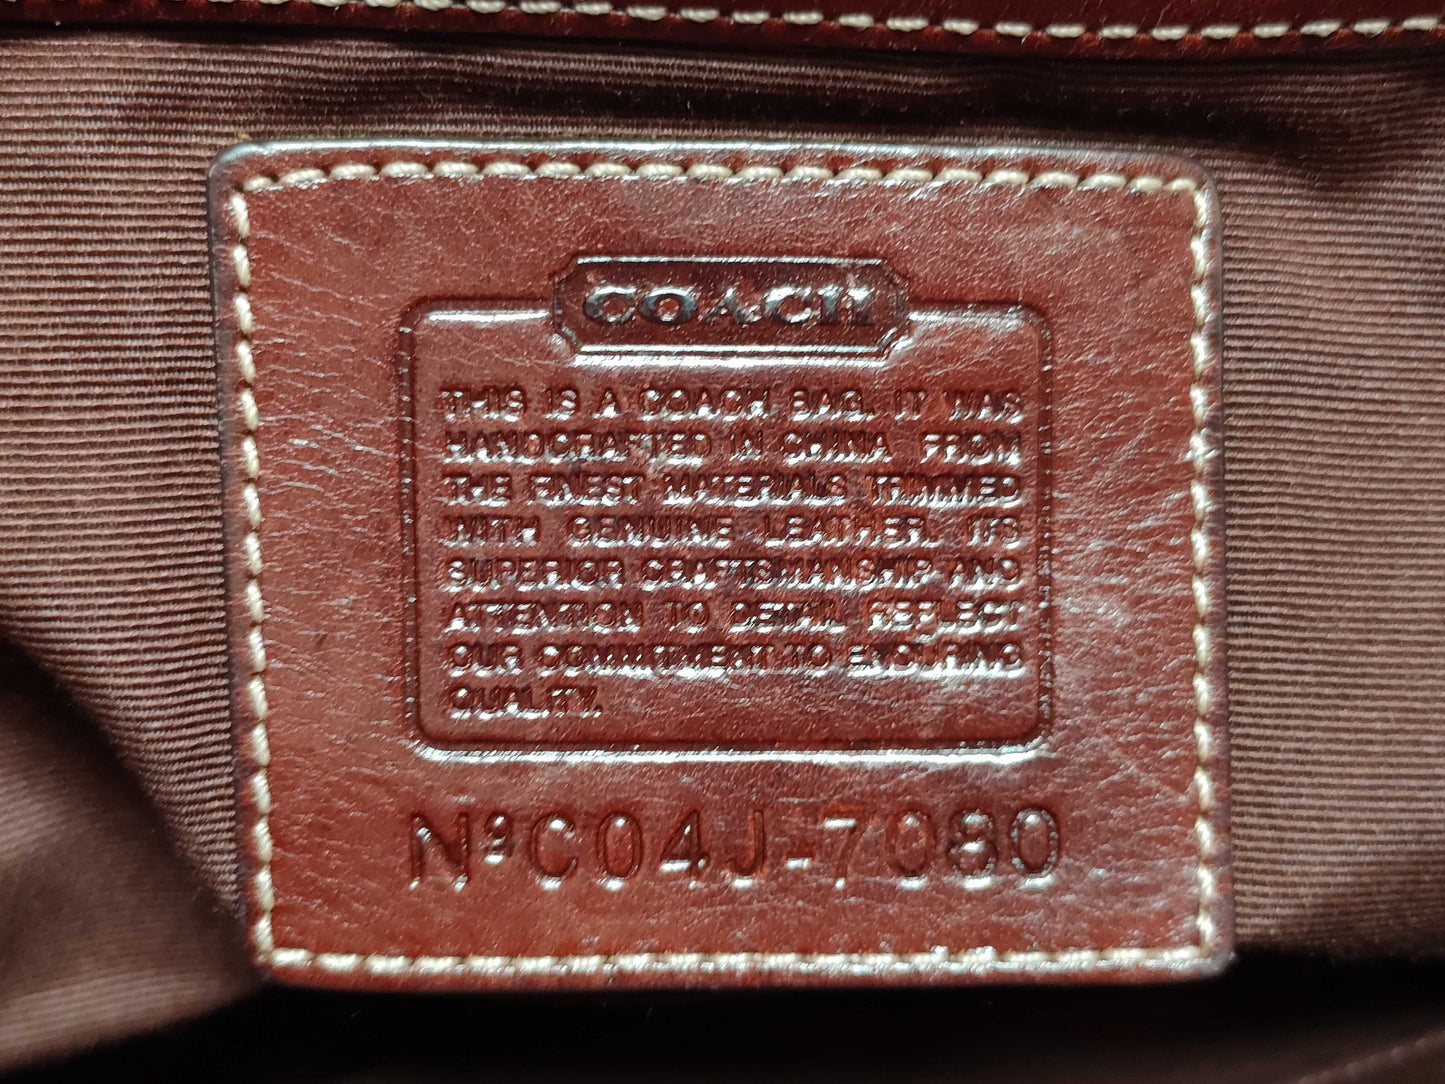 COACH
THIS IS A COACH BAG. IT WAS
HANDCRAFTED IN CHINA FROM
THE FINEST MATERIALS TRIMMED
WITH GENUINE LEATHER. ITS
SUPERIOR CRAFTSMANSHIP AND
ATTENTION TO DETAIL REFLECT
OUR COMMITMENT TO ENDURING
QUALITY.
Nº C04J-7080